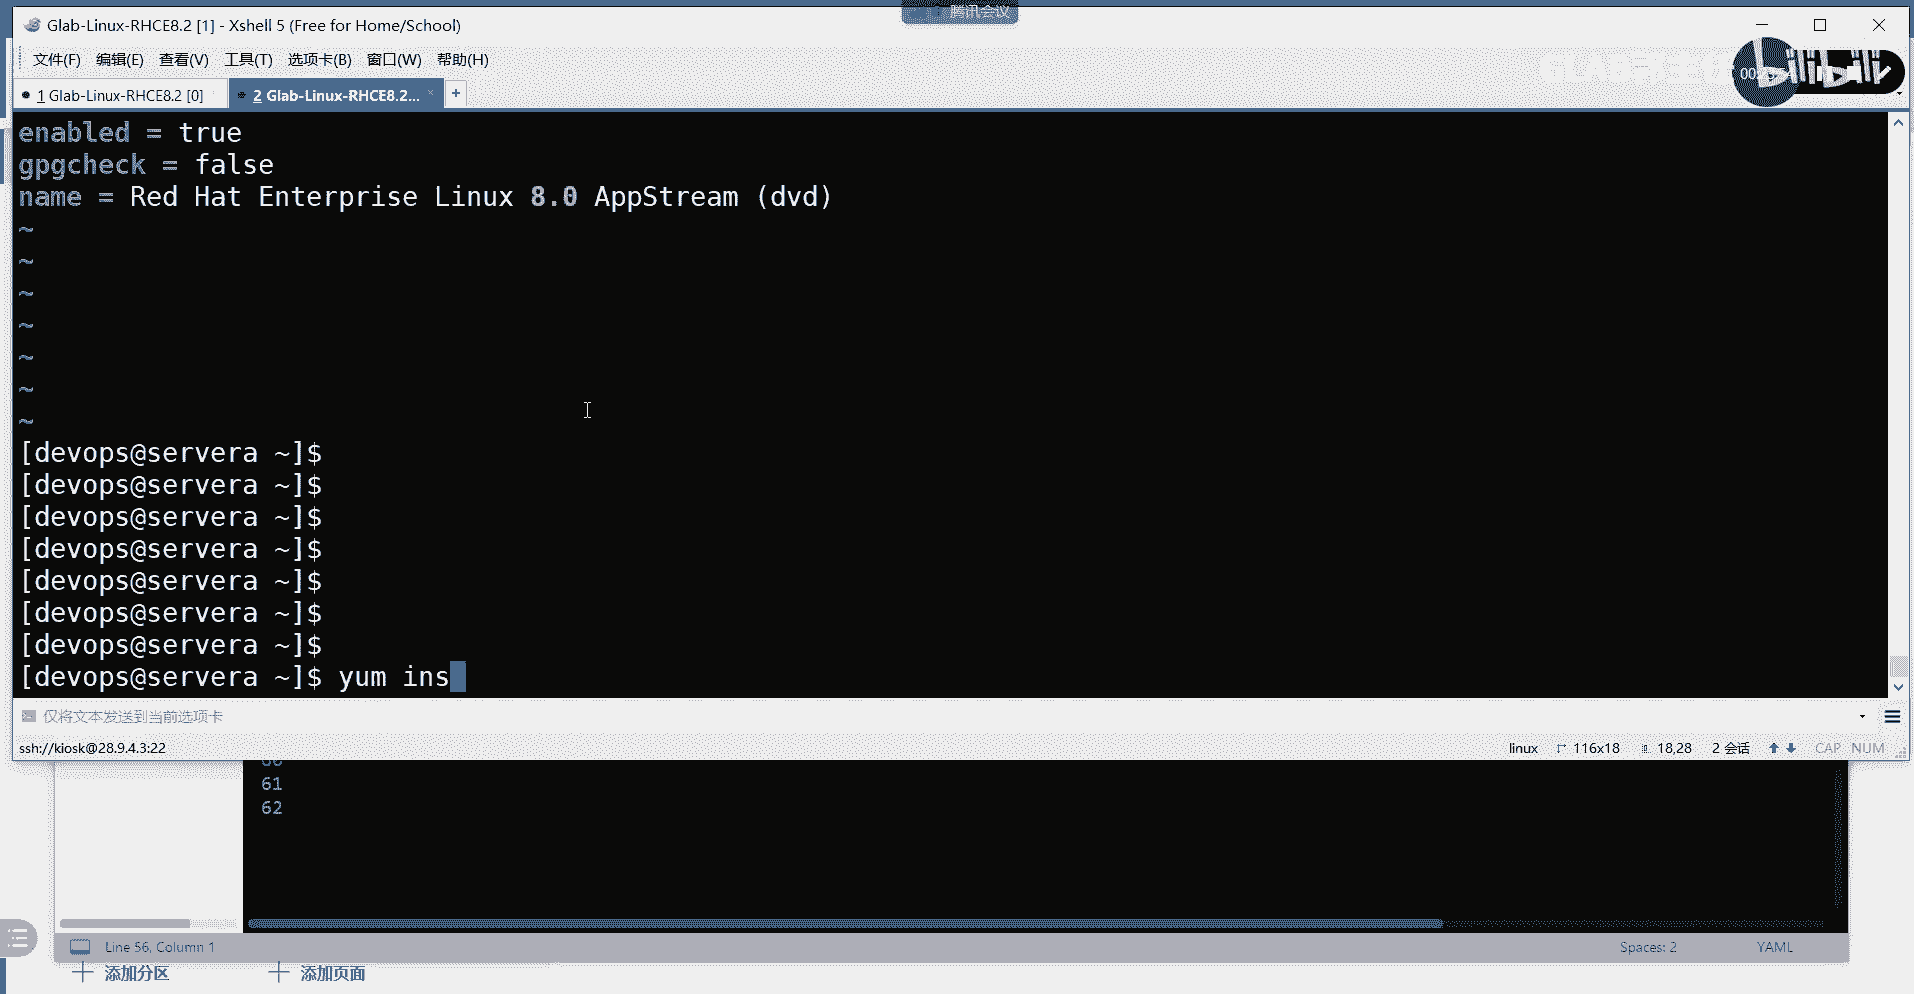 腾讯会议
Glab-Linux-RHCE8.2 [1] - Xshell 5 (Free for Home/School)
文件(F) 编辑(E) 查看(V) 工具(T) 选项卡(B) 窗口(W) 帮助(H)
bilibili
1 Glab-Linux-RHCE8.2 [0]
2 Glab-Linux-RHCE8.2... × +
enabled = true
gpgcheck = false
name = Red Hat Enterprise Linux 8.0 AppStream (dvd)
~
~
~
~
~
~
~
[devops@servera ~]$
[devops@servera ~]$
[devops@servera ~]$
[devops@servera ~]$
[devops@servera ~]$
[devops@servera ~]$
[devops@servera ~]$
[devops@servera ~]$ yum ins
仅将文本发送到当前选项卡
ssh://kiosk@28.9.4.3:22 linux 116x18 18,28 2 会话 CAP NUM
61
62
Line 56, Column 1 Spaces: 2 YAML
添加分区 添加页面